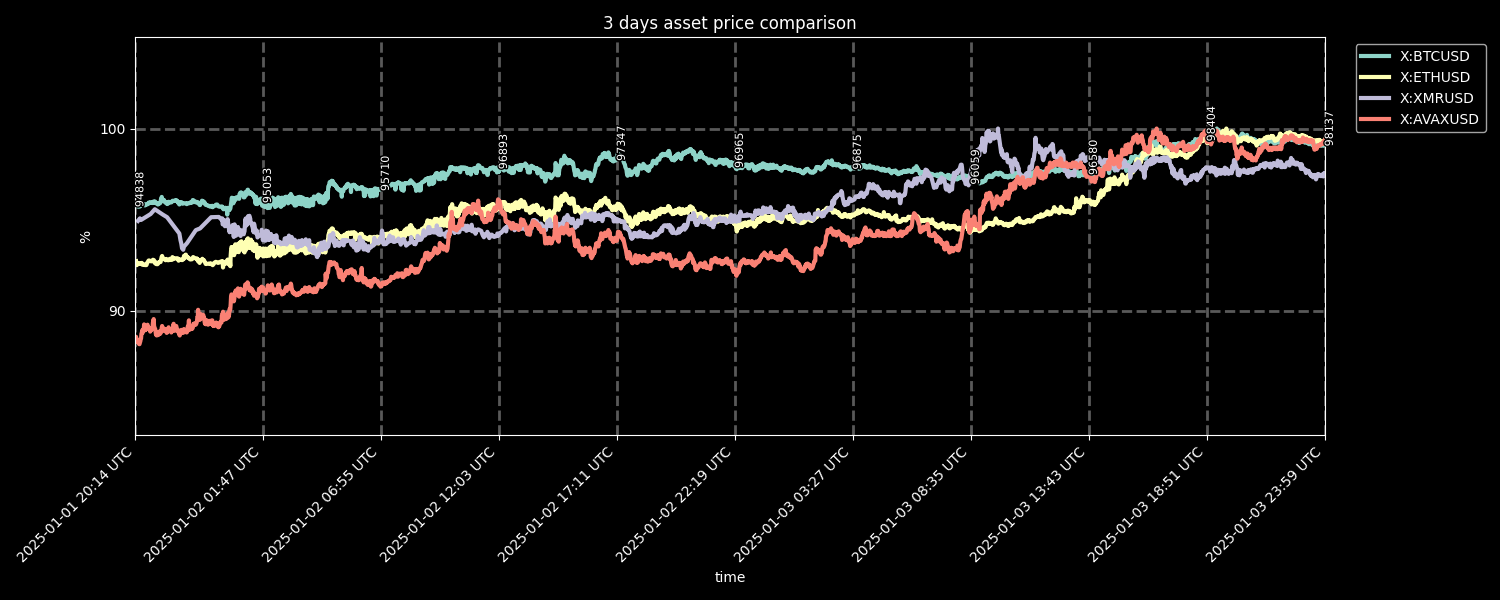 3 days asset price comparison
X:BTCUSD
X:ETHUSD
X:XMRUSD
X:AVAXUSD
100
90
%
94838
95053
95710
96893
97347
96965
96875
96059
96580
98404
98137
2025-01-01 20:14 UTC
2025-01-02 01:47 UTC
2025-01-02 06:55 UTC
2025-01-02 12:03 UTC
2025-01-02 17:11 UTC
2025-01-02 22:19 UTC
2025-01-03 03:27 UTC
2025-01-03 08:35 UTC
2025-01-03 13:43 UTC
2025-01-03 18:51 UTC
2025-01-03 23:59 UTC
time